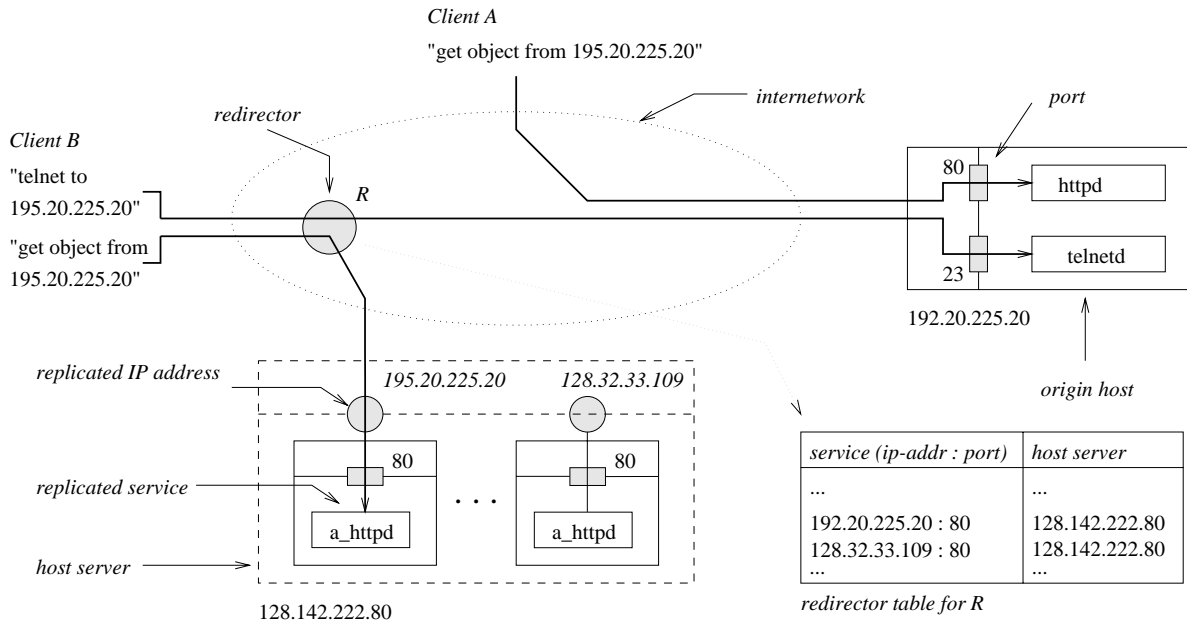 Client A
"get object from 195.20.225.20"
internetwork
port
redirector
Client B
"telnet to
195.20.225.20"
R
"get object from
195.20.225.20"
80
httpd
telnetd
23
192.20.225.20
origin host
replicated IP address
195.20.225.20
128.32.33.109
80
80
replicated service
. . .
a_httpd
a_httpd
host server
128.142.222.80
service (ip-addr : port) host server
... ...
192.20.225.20 : 80 128.142.222.80
128.32.33.109 : 80 128.142.222.80
... ...
redirector table for R